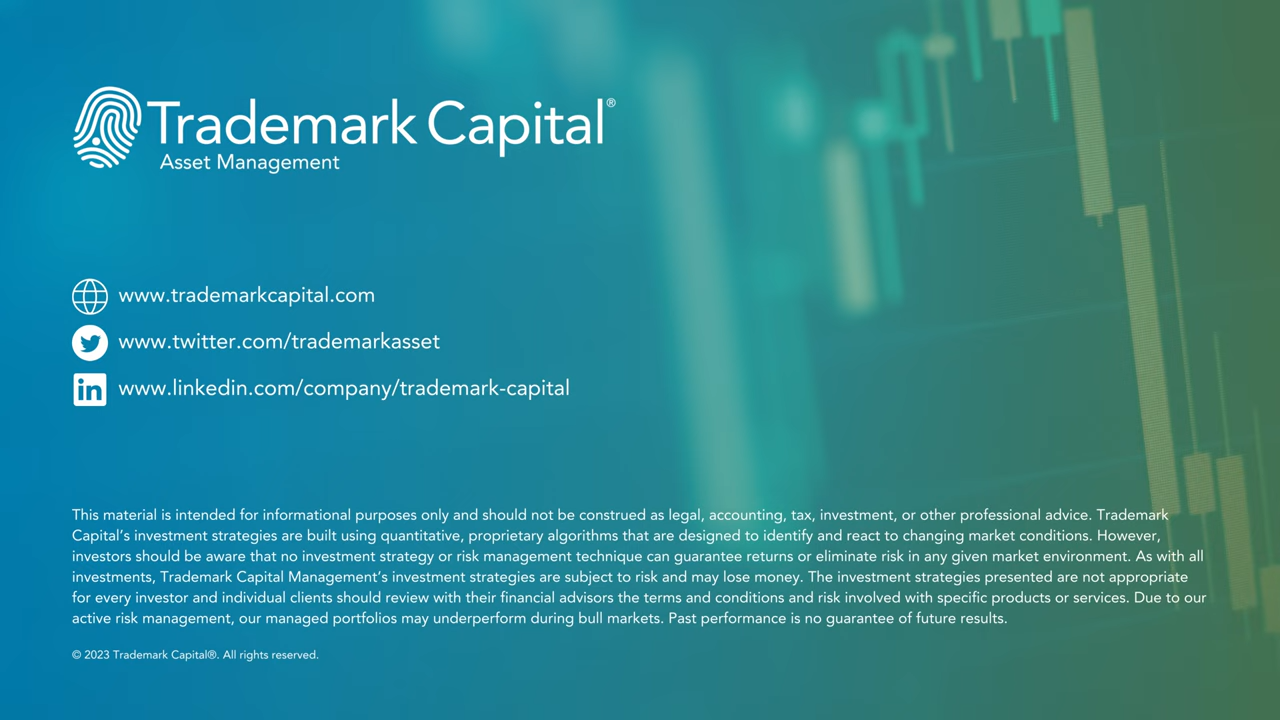 Trademark Capital®
Asset Management
www.trademarkcapital.com
www.twitter.com/trademarkasset
in www.linkedin.com/company/trademark-capital
This material is intended for informational purposes only and should not be construed as legal, accounting, tax, investment, or other professional advice. Trademark
Capital’s investment strategies are built using quantitative, proprietary algorithms that are designed to identify and react to changing market conditions. However,
investors should be aware that no investment strategy or risk management technique can guarantee returns or eliminate risk in any given market environment. As with all
investments, Trademark Capital Management’s investment strategies are subject to risk and may lose money. The investment strategies presented are not appropriate
for every investor and individual clients should review with their financial advisors the terms and conditions and risk involved with specific products or services. Due to our
active risk management, our managed portfolios may underperform during bull markets. Past performance is no guarantee of future results.
© 2023 Trademark Capital®. All rights reserved.